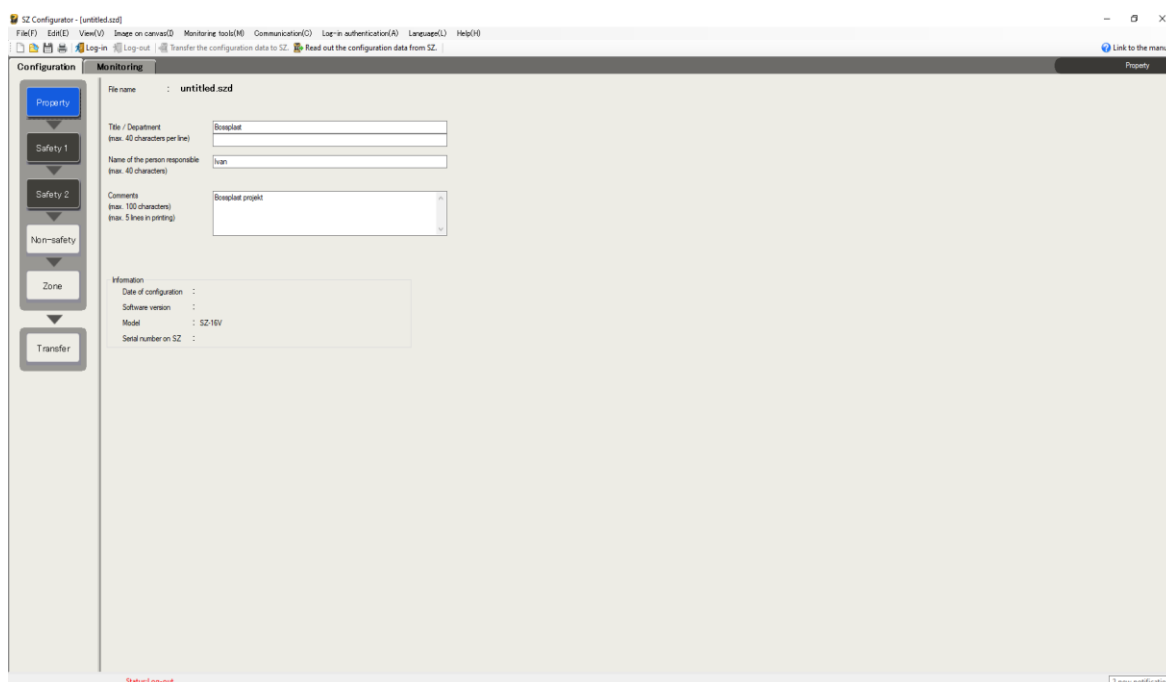 SZ Configurator - [untitled.szd]
File(F) Edit(E) View(V) Image on canvas(I) Monitoring tools(M) Communication(C) Log-in authentication(A) Language(L) Help(H)
Log-in Log-out Transfer the configuration data to SZ. Read out the configuration data from SZ. Link to the manu
Configuration Monitoring Property
File name : untitled.szd
Property
Title / Department Bossplast
(max. 40 characters per line)
Safety 1
Name of the person responsible Ivan
(max. 40 characters)
Safety 2
Comments Bossplast projekt
(max. 100 characters)
(max. 5 lines in printing)
Non-safety
Zone
Information
Date of configuration :
Software version :
Model : SZ-16V
Serial number on SZ :
Transfer
Status:Log-out